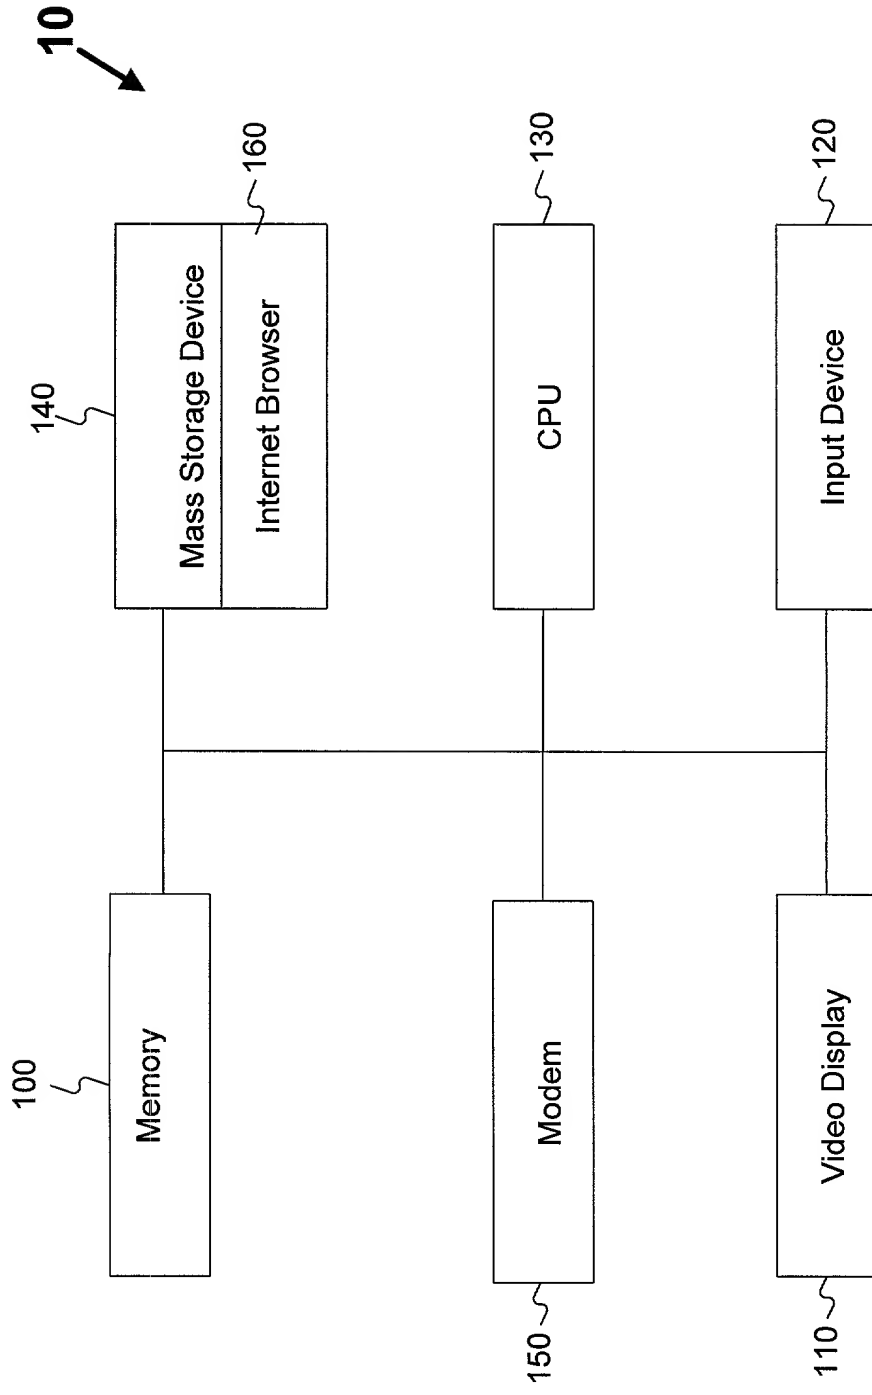 10
100
140
Memory
Mass Storage Device
Internet Browser
160
150
Modem
CPU
130
110
Video Display
Input Device
120